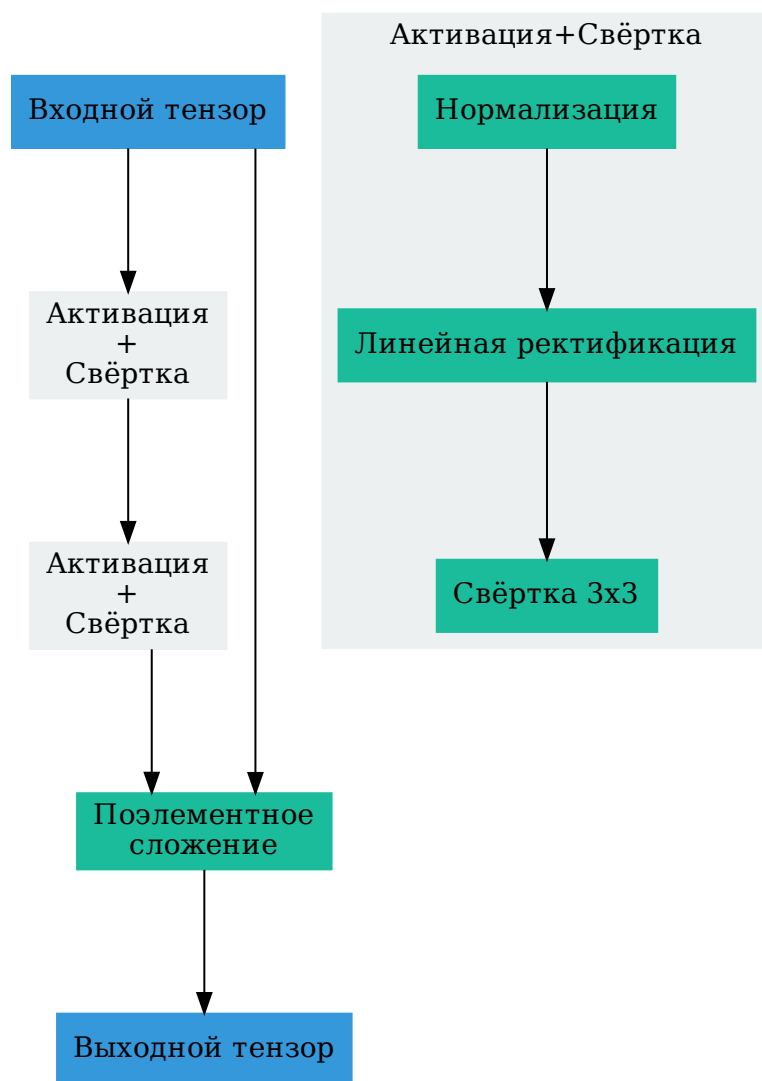 Входной тензор
Активация
+
Свёртка
Активация
+
Свёртка
Поэлементное
сложение
Выходной тензор
Активация+Свёртка
Нормализация
Линейная ректификация
Свёртка 3x3